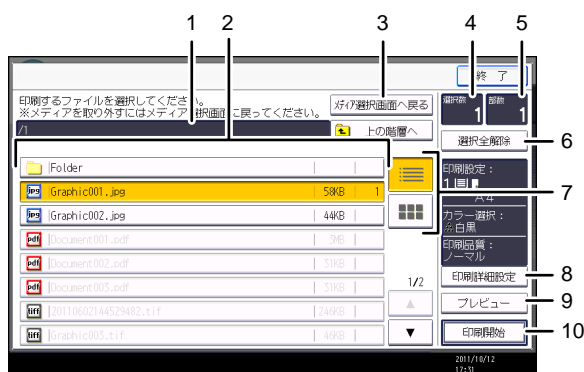 1 2 3 4 5
終 了
印刷するファイルを選択してください。
※メディアを取り外すにはメディア選択画面に戻ってください。
メディア選択画面へ戻る
選択数 1
部数 1
/1
上の階層へ
選択全解除
6
Folder
Graphic001.jpg 58KB 1
Graphic002.jpg 44KB
Document001.pdf 3MB
Document002.pdf 31KB
Document003.pdf 31KB
20110602144529482.tif 246KB
Graphic003.tif 46KB
1/2
▲
▼
印刷設定：
1
A4
カラー選択：
白黒
印刷品質：
ノーマル
7
印刷詳細設定
8
プレビュー
9
印刷開始
10
2011/10/12
17:31